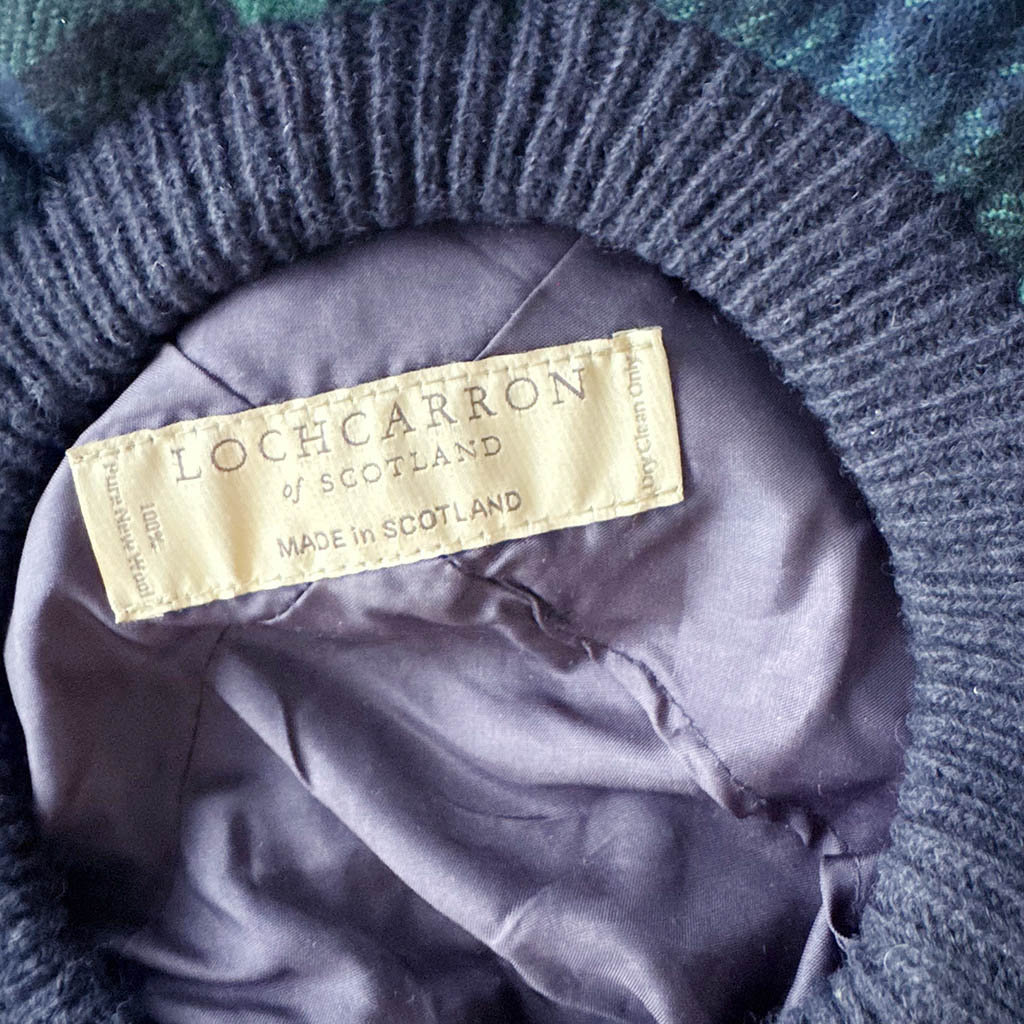 LOCHCARRON
of SCOTLAND
MADE in SCOTLAND
100%
Pure New Wool
Dry Clean Only